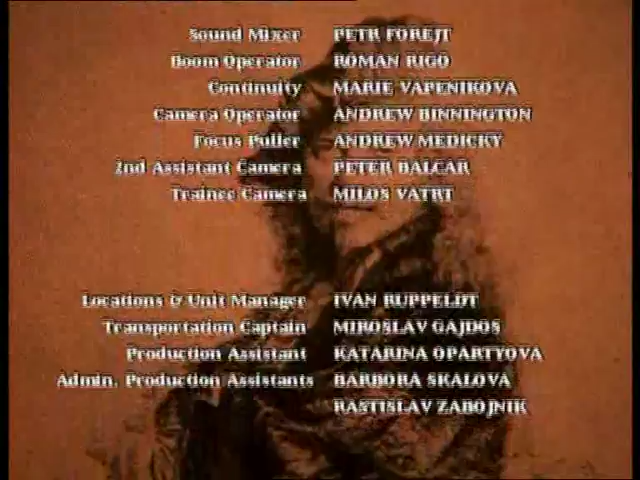 Sound Mixer PETR FOREJT
Boom Operator ROMAN RIGO
Continuity MARIE VAPENIKOVA
Camera Operator ANDREW BINNINGTON
Focus Puller ANDREW MEDICKY
2nd Assistant Camera PETER BALCAR
Trainee Camera MILOS VATRT
Locations & Unit Manager IVAN RUPPELDT
Transportation Captain MIROSLAV GAJDOS
Production Assistant KATARINA OPARTYOVA
Admin. Production Assistants BARBORA SKALOVA
RASTISLAV ZABOJNIK